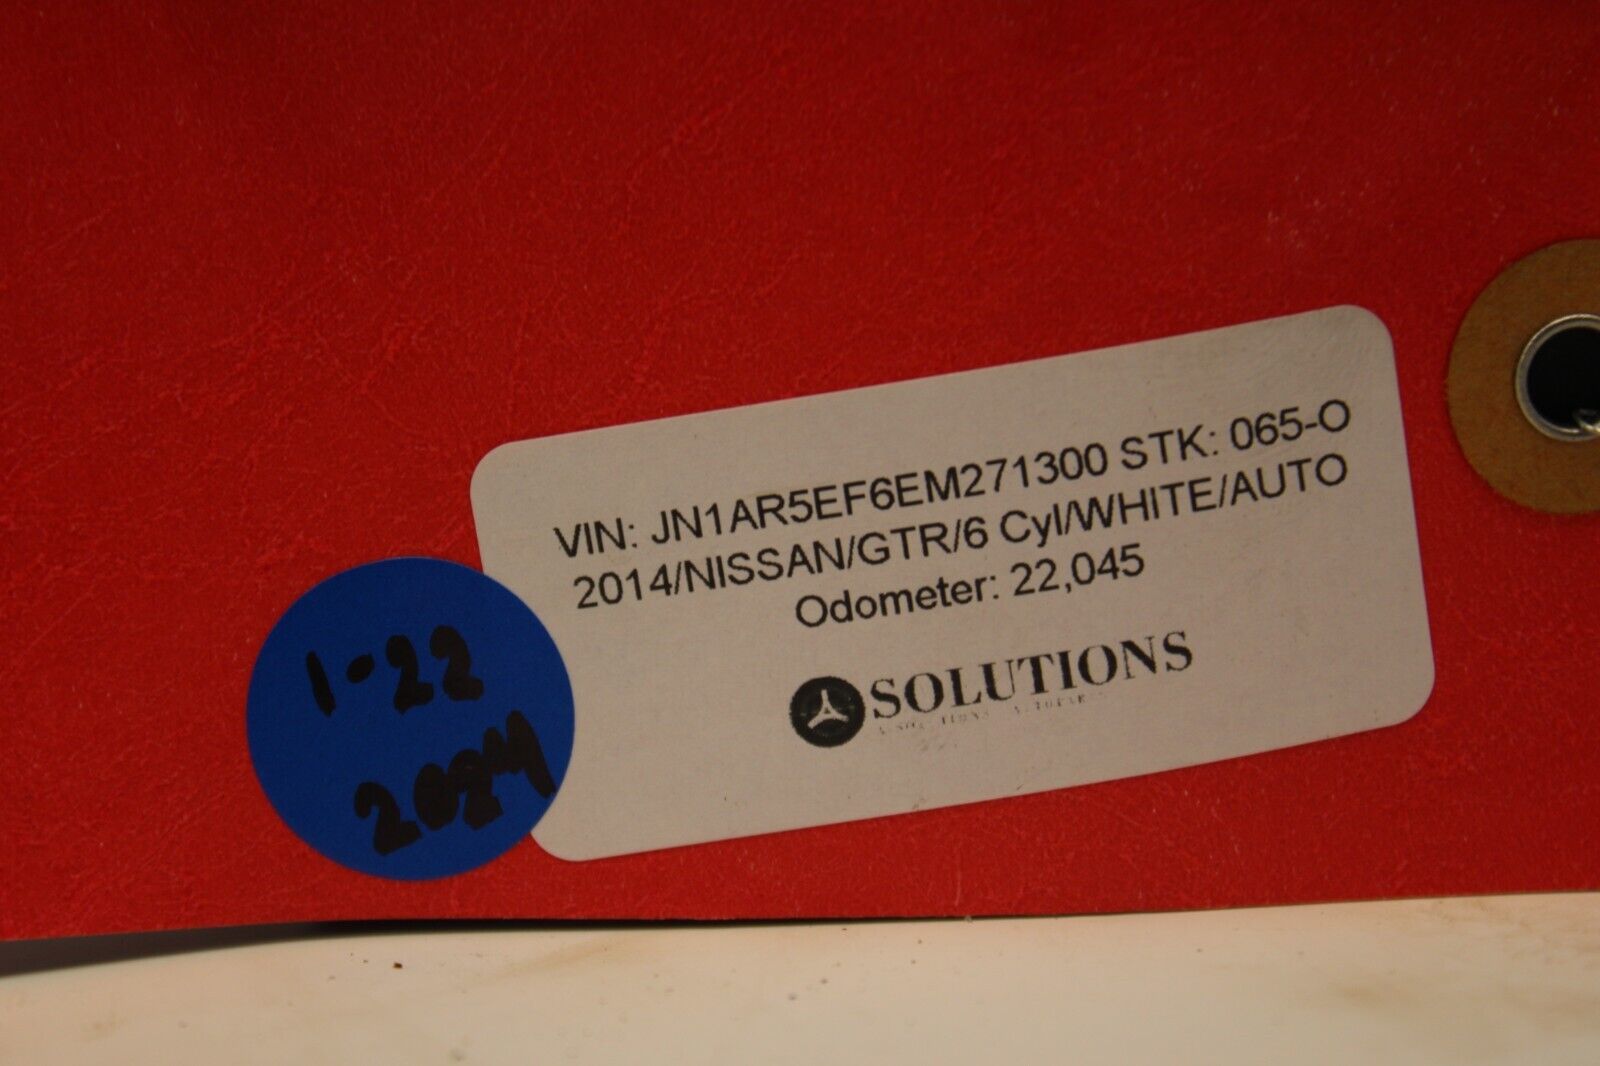 VIN: JN1AR5EF6EM271300 STK: 065-O
2014/NISSAN/GTR/6 Cyl/WHITE/AUTO
Odometer: 22,045
SOLUTIONS
1-22
2024